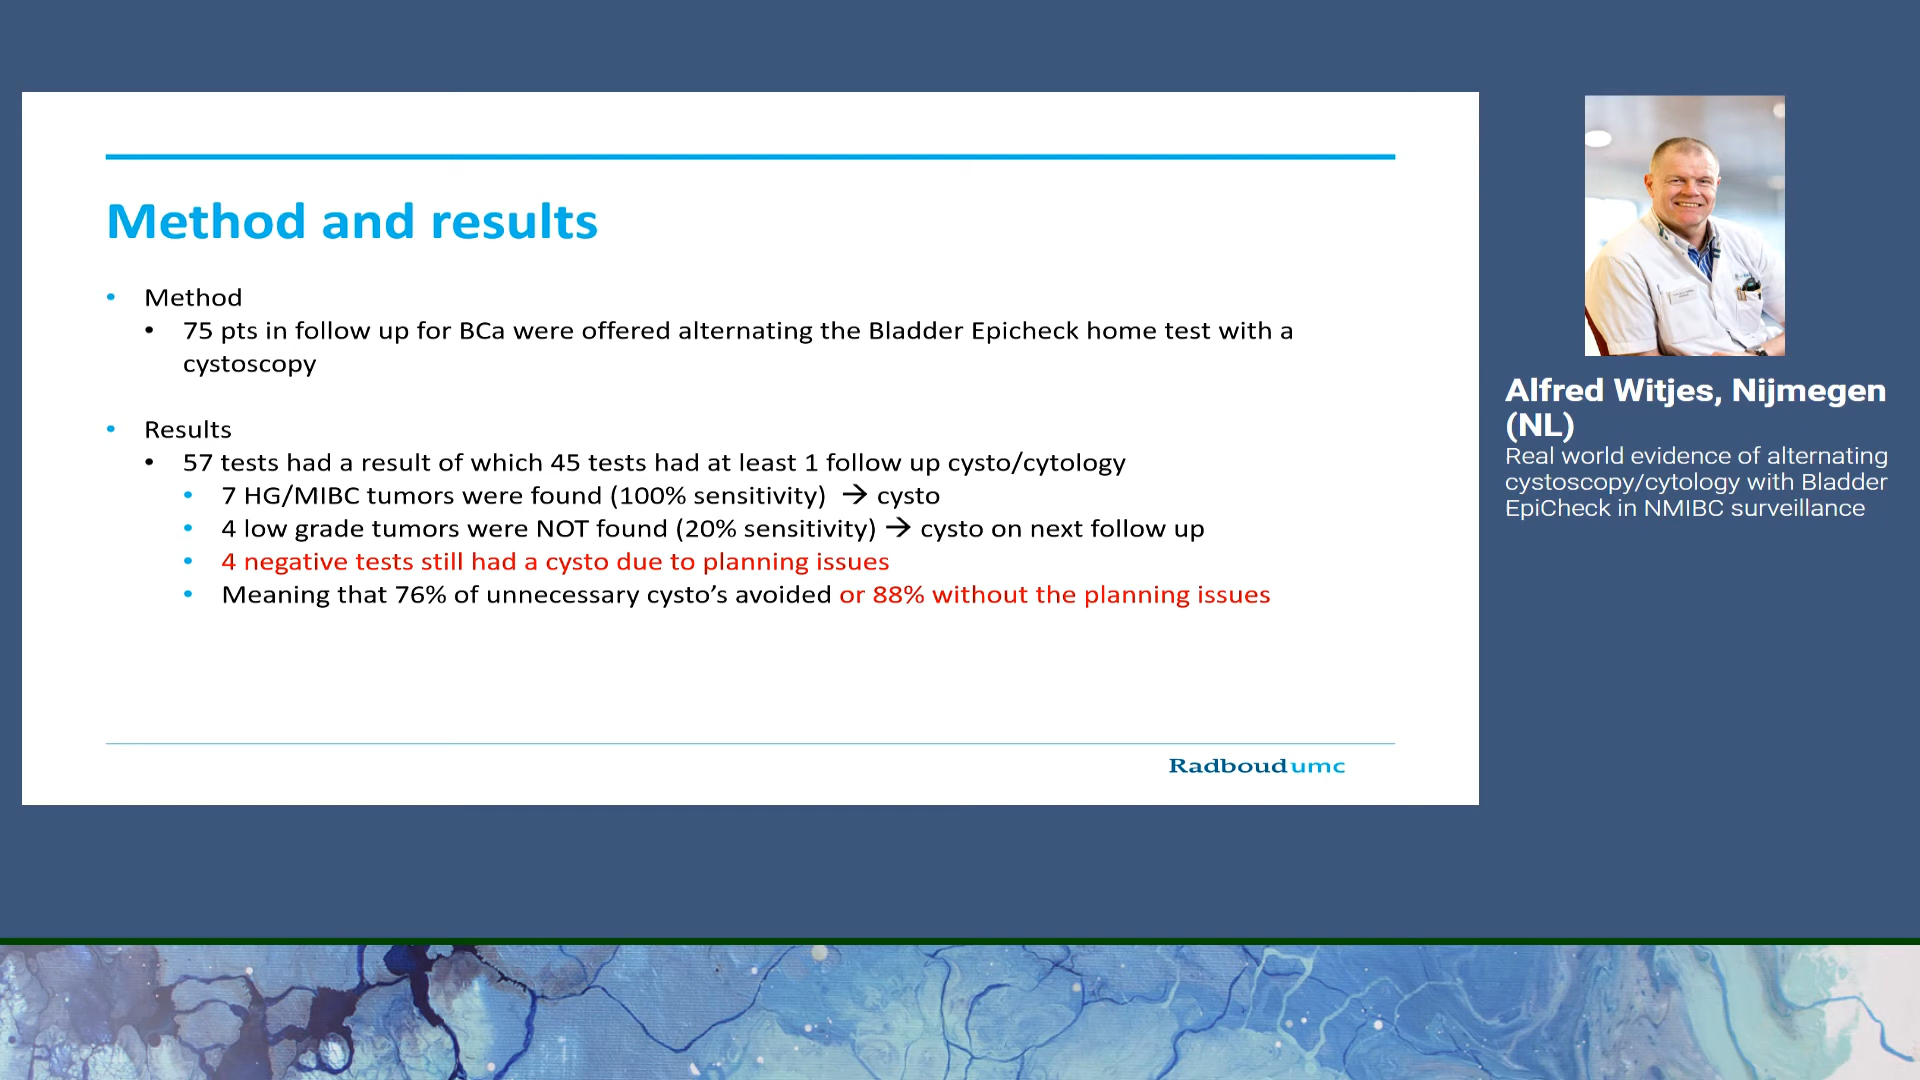 Method and results
• Method
• 75 pts in follow up for BCa were offered alternating the Bladder Epicheck home test with a
cystoscopy
• Results
• 57 tests had a result of which 45 tests had at least 1 follow up cysto/cytology
• 7 HG/MIBC tumors were found (100% sensitivity) → cysto
• 4 low grade tumors were NOT found (20% sensitivity) → cysto on next follow up
• 4 negative tests still had a cysto due to planning issues
• Meaning that 76% of unnecessary cysto’s avoided or 88% without the planning issues
Radboudumc
Alfred Witjes, Nijmegen
(NL)
Real world evidence of alternating
cystoscopy/cytology with Bladder
EpiCheck in NMIBC surveillance